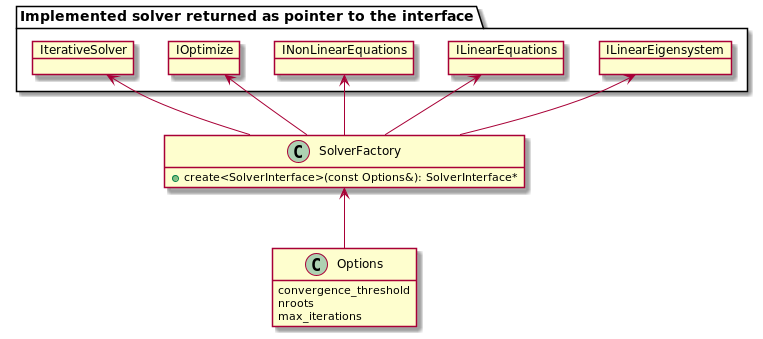 Implemented solver returned as pointer to the interface
IterativeSolver
IOptimize
INonLinearEquations
ILinearEquations
ILinearEigensystem
C SolverFactory
create<SolverInterface>(const Options&): SolverInterface*
C Options
convergence_threshold
nroots
max_iterations